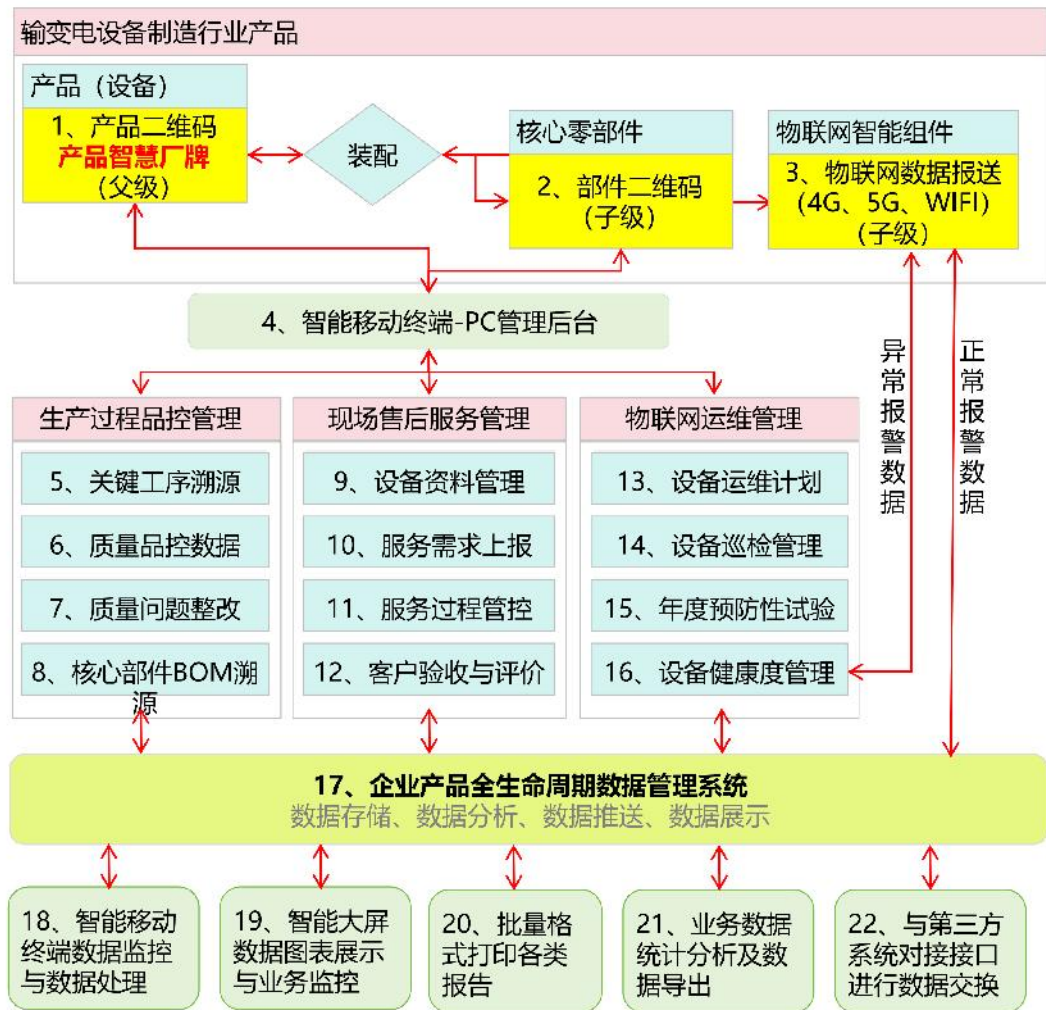 输变电设备制造行业产品
产品（设备）
1、产品二维码
产品智慧厂牌
（父级）
装配
核心零部件
2、部件二维码
（子级）
物联网智能组件
3、物联网数据报送
（4G、5G、WIFI）
（子级）
4、智能移动终端-PC管理后台
异常报警数据
正常报警数据
生产过程品控管理
5、关键工序溯源
6、质量品控数据
7、质量问题整改
8、核心部件BOM溯
源
现场售后服务管理
9、设备资料管理
10、服务需求上报
11、服务过程管控
12、客户验收与评价
物联网运维管理
13、设备运维计划
14、设备巡检管理
15、年度预防性试验
16、设备健康度管理
17、企业产品全生命周期数据管理系统
数据存储、数据分析、数据推送、数据展示
18、智能移动
终端数据监控
与数据处理
19、智能大屏
数据图表展示
与业务监控
20、批量格
式打印各类
报告
21、业务数据
统计分析及数
据导出
22、与第三方
系统对接接口
进行数据交换